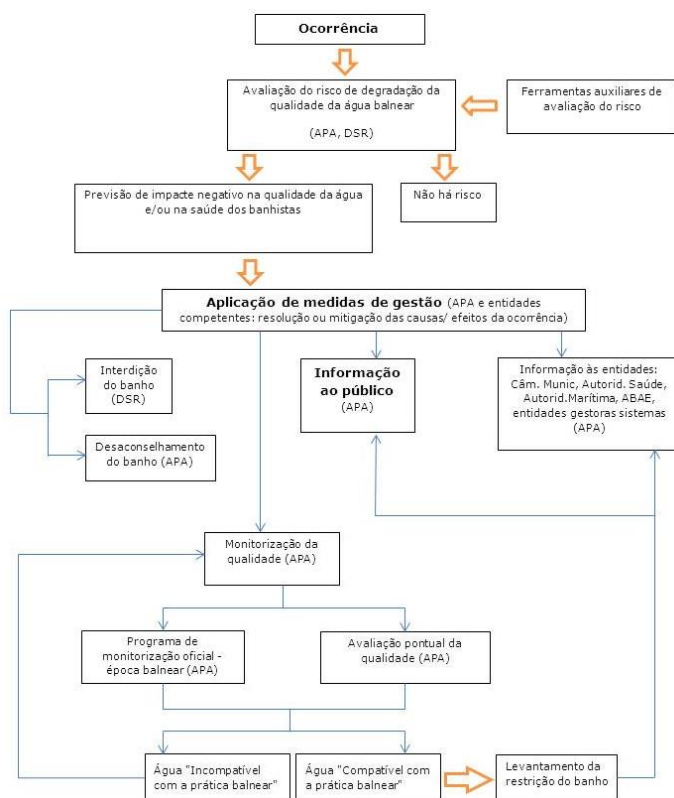 Ocorrência
Avaliação do risco de degradação da
qualidade da água balnear
(APA, DSR)
Ferramentas auxiliares de
avaliação do risco
Previsão de impacte negativo na qualidade da água
e/ou na saúde dos banhistas
Não há risco
Aplicação de medidas de gestão (APA e entidades
competentes: resolução ou mitigação das causas/ efeitos da ocorrência)
Interdição
do banho
(DSR)
Informação
ao público
(APA)
Informação às entidades:
Câm. Munic, Autorid. Saúde,
Autorid.Marítima, ABAE,
entidades gestoras sistemas
(APA)
Desaconselhamento
do banho (APA)
Monitorização da
qualidade (APA)
Programa de
monitorização oficial -
época balnear (APA)
Avaliação pontual da
qualidade (APA)
Água "Incompatível
com a prática balnear"
Água "Compatível com
a prática balnear"
Levantamento da
restrição do banho